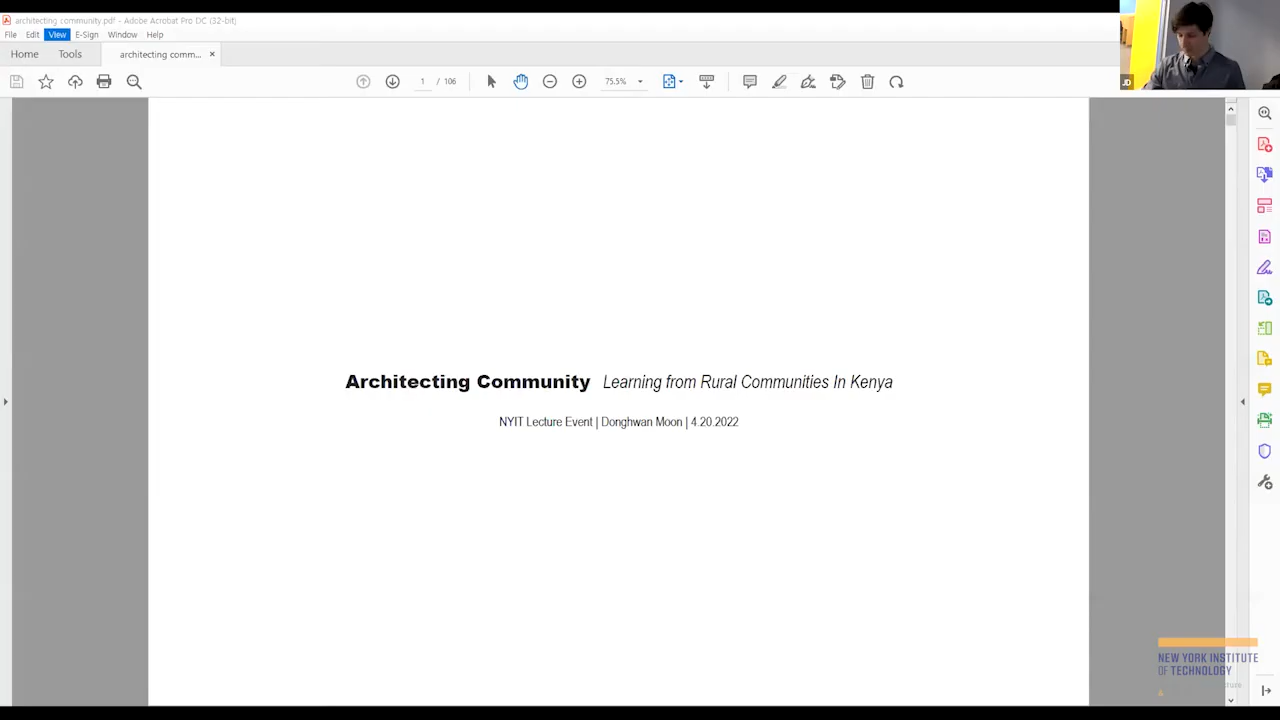 architecting community.pdf - Adobe Acrobat Pro DC (32-bit)
File Edit View E-Sign Window Help
Home Tools architecting comm... ×
1 / 106 75.5%
JD
Architecting Community Learning from Rural Communities In Kenya
NYIT Lecture Event | Donghwan Moon | 4.20.2022
NEW YORK INSTITUTE
OF TECHNOLOGY